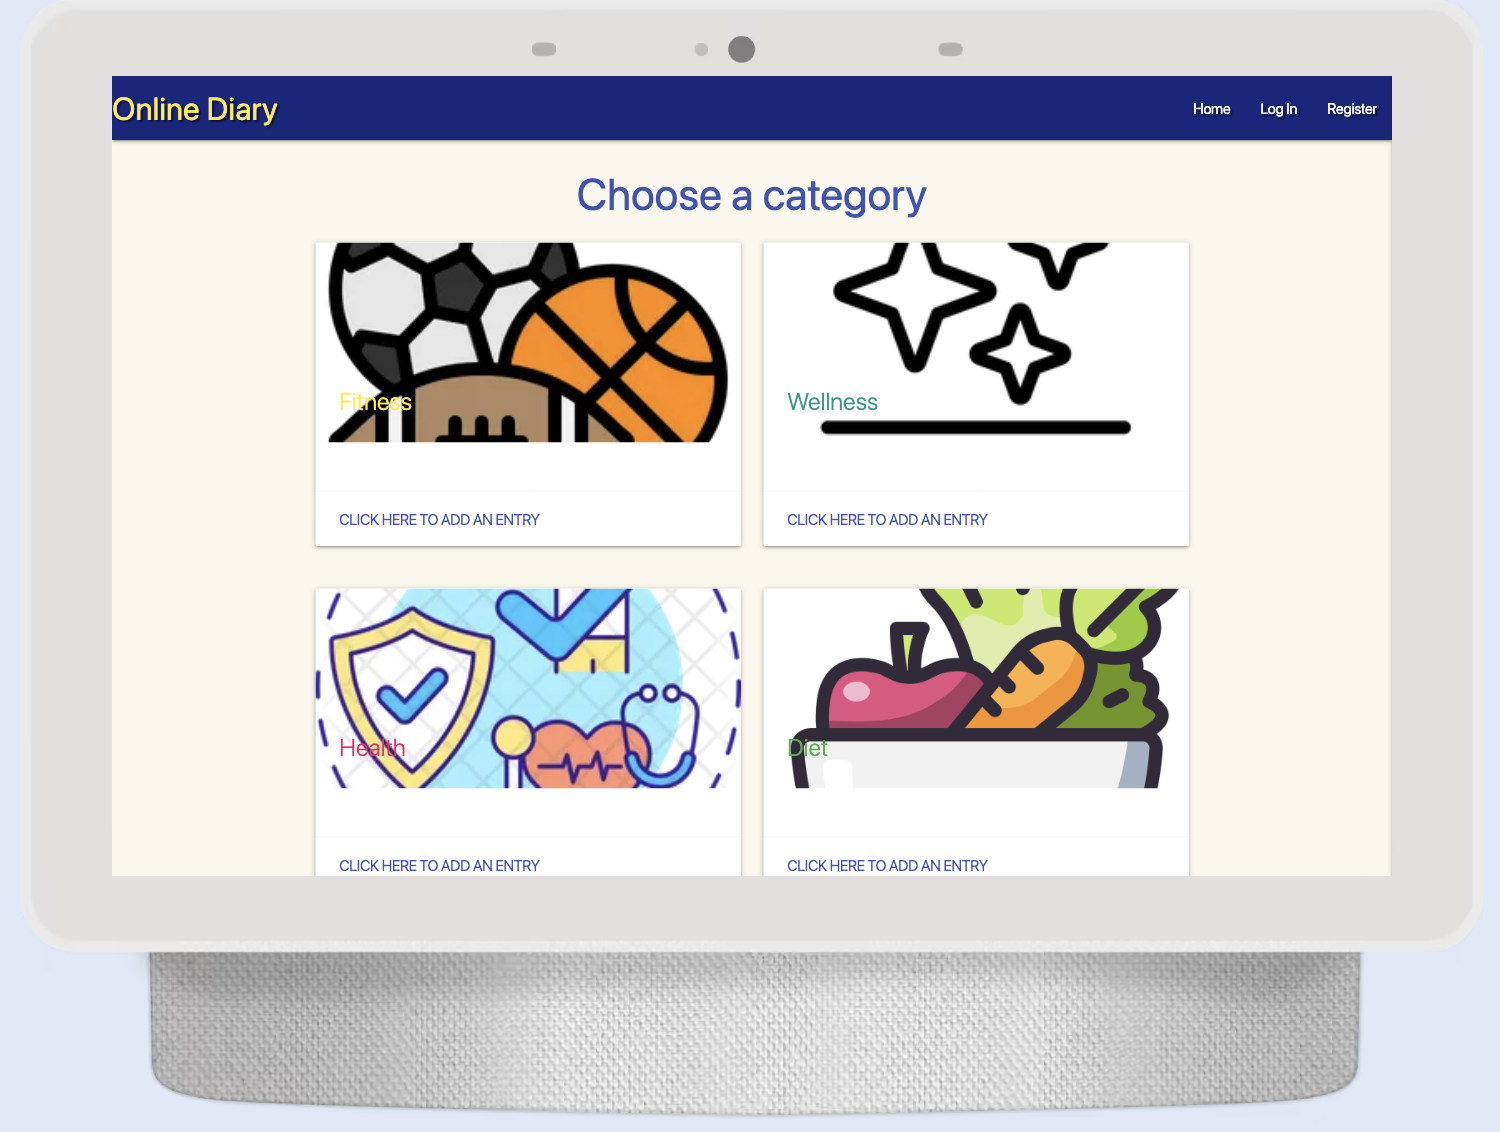 Online Diary
Home Log In Register
Choose a category
Fitness
Wellness
CLICK HERE TO ADD AN ENTRY
CLICK HERE TO ADD AN ENTRY
Health
Diet
CLICK HERE TO ADD AN ENTRY
CLICK HERE TO ADD AN ENTRY